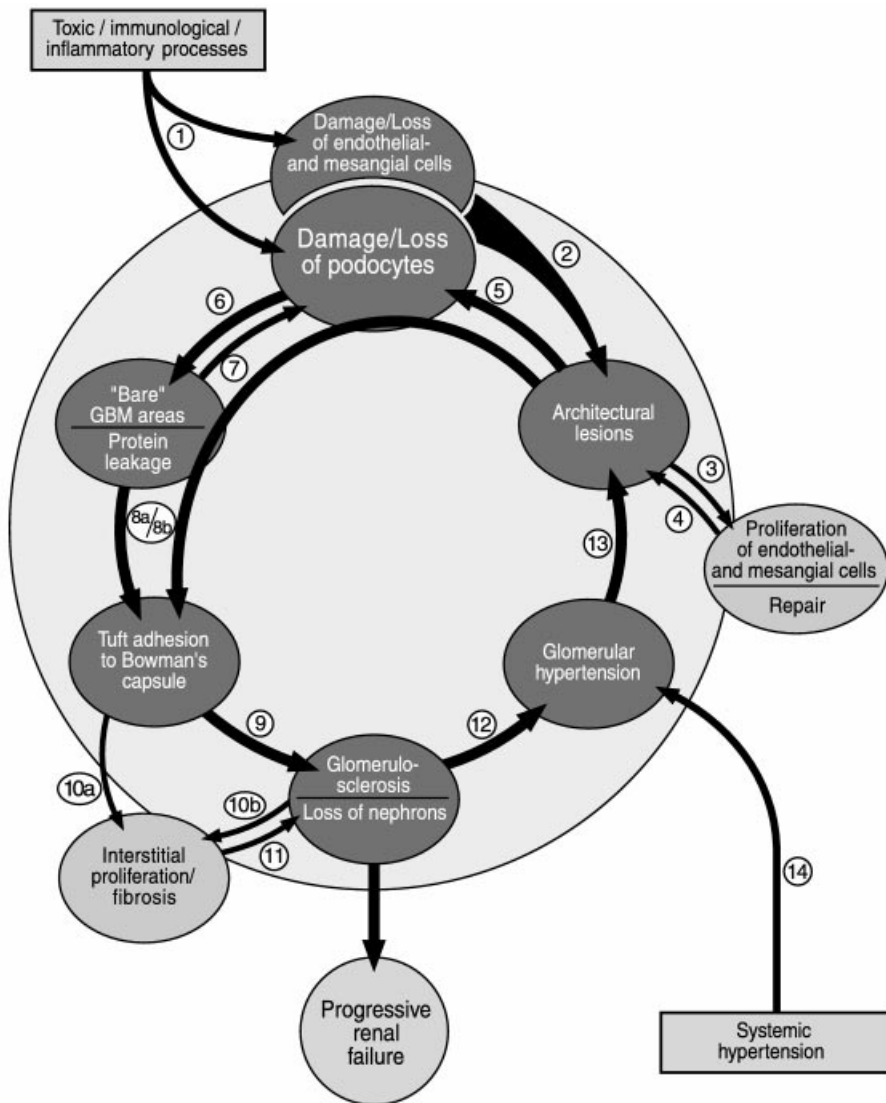 Toxic / immunological /
inflammatory processes
1
Damage/Loss
of endothelial-
and mesangial cells
Damage/Loss
of podocytes
2
5
6
7
"Bare"
GBM areas
Protein
leakage
Architectural
lesions
3
4
8a/8b
13
Proliferation
of endothelial-
and mesangial cells
Repair
Tuft adhesion
to Bowman's
capsule
Glomerular
hypertension
9
12
10a
10b
Glomerulo-
sclerosis
Loss of nephrons
11
Interstitial
proliferation/
fibrosis
14
Progressive
renal
failure
Systemic
hypertension